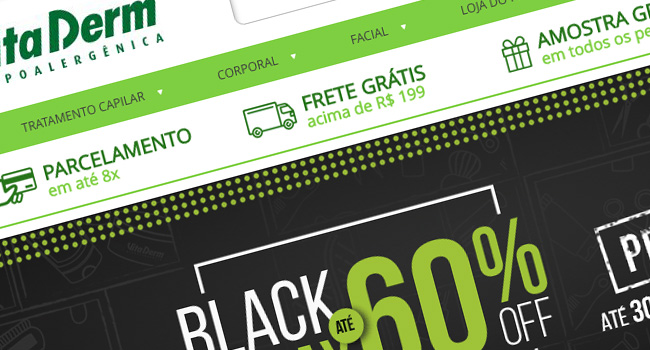 Derm
POALERGÊNICA
TRATAMENTO CAPILAR
CORPORAL
FACIAL
LOJA DO
PARCELAMENTO
em até 8x
FRETE GRÁTIS
acima de R$ 199
AMOSTRA
em todos os
BLACK
ATÉ
60%
OFF
ATÉ 30
VitaDerm